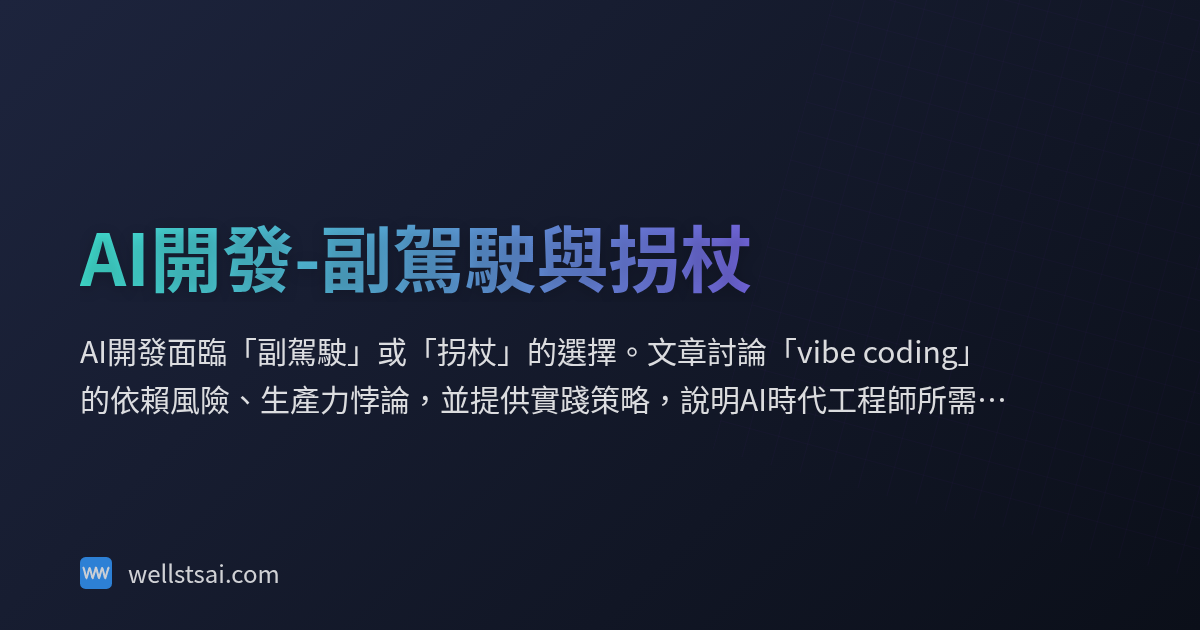 AI開發-副駕駛與拐杖
AI開發面臨「副駕駛」或「拐杖」的選擇。文章討論「vibe coding」
的依賴風險、生產力悖論，並提供實踐策略，說明AI時代工程師所需…
W wellstsai.com